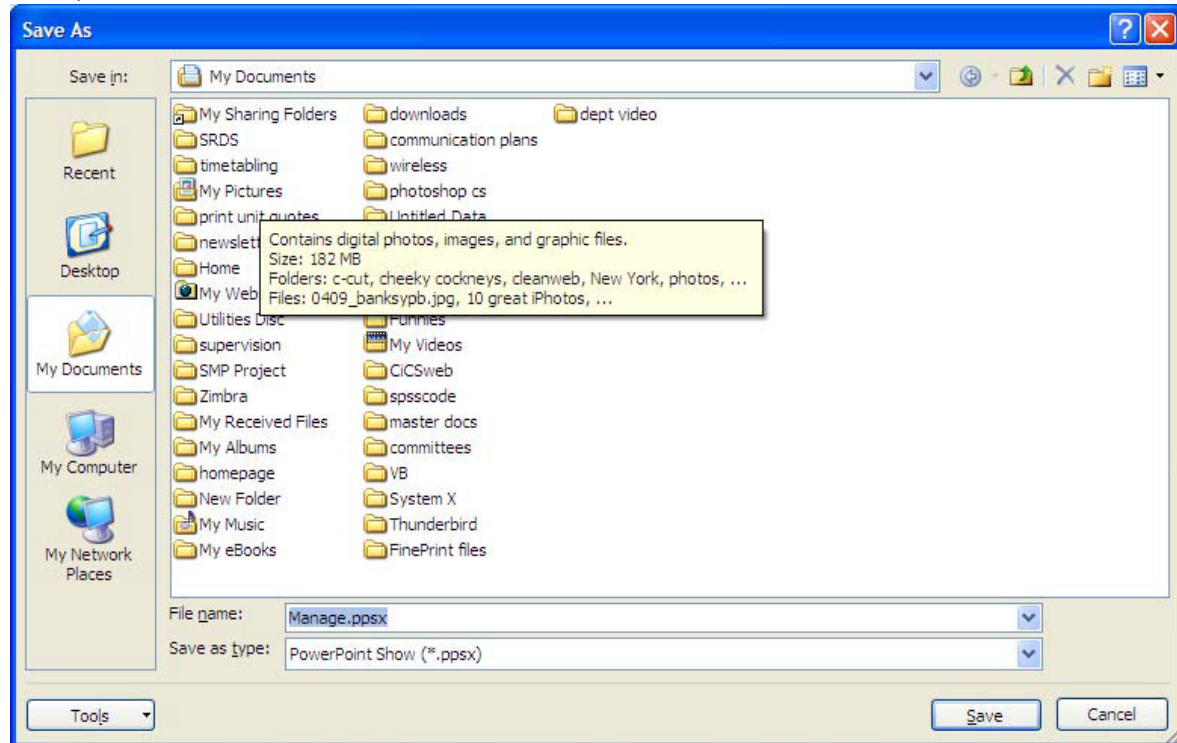 Save As
Save in:
My Documents
Recent
Desktop
My Documents
My Computer
My Network
Places
My Sharing Folders
SRDS
timetabling
My Pictures
print unit quotes
newslett
Home
My Web
Utilities Disc
supervision
SMP Project
Zimbra
My Received Files
My Albums
homepage
New Folder
My Music
My eBooks
downloads
communication plans
wireless
photoshop cs
Untitled Data
Funnies
My Videos
CiCSweb
spsscode
master docs
committees
VB
System X
Thunderbird
FinePrint files
dept video
Contains digital photos, images, and graphic files.
Size: 182 MB
Folders: c-cut, cheeky cockneys, cleanweb, New York, photos, ...
Files: 0409_banksypb.jpg, 10 great iPhotos, ...
File name:
Manage.ppsx
Save as type:
PowerPoint Show (*.ppsx)
Tools
Save
Cancel